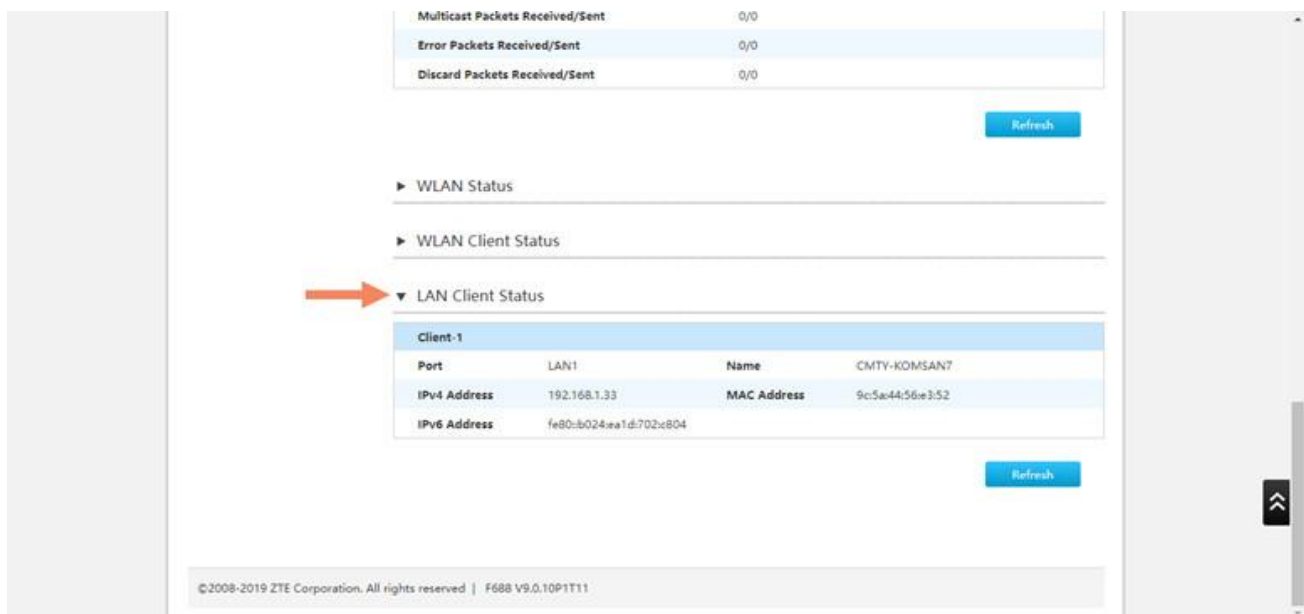 Multicast Packets Received/Sent 0/0
Error Packets Received/Sent 0/0
Discard Packets Received/Sent 0/0
Refresh
WLAN Status
WLAN Client Status
LAN Client Status
Client-1
Port LAN1 Name CMTY-KOMSAN7
IPv4 Address 192.168.1.33 MAC Address 9c:5a:44:56:e3:52
IPv6 Address fe80::b024:ea1d:702:c804
Refresh
©2008-2019 ZTE Corporation. All rights reserved | F688 V9.0.10P1T11